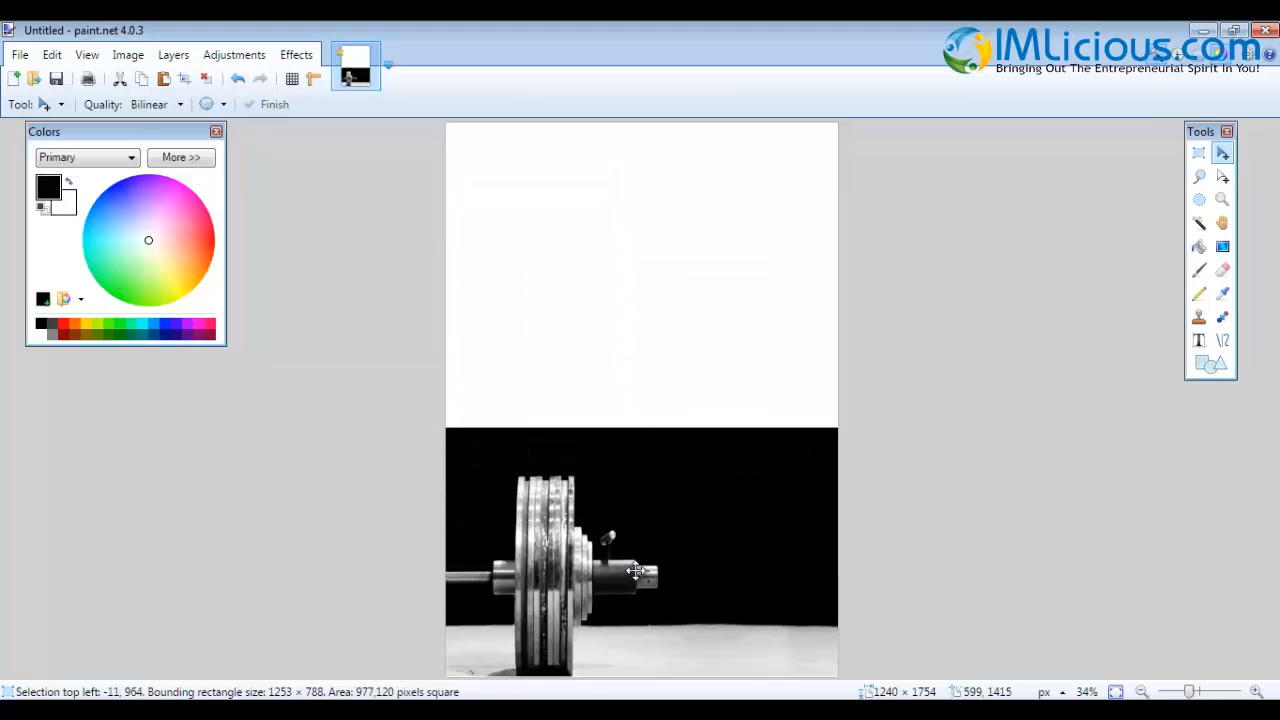 Untitled - paint.net 4.0.3
IMLicious.com
Bringing Out The Entrepreneurial Spirit In You!
File Edit View Image Layers Adjustments Effects
Tool: Quality: Bilinear Finish
Colors
Primary
More >>
Tools
Selection top left: -11, 964. Bounding rectangle size: 1253 × 788. Area: 977,120 pixels square
1240 × 1754
599, 1415
px
34%